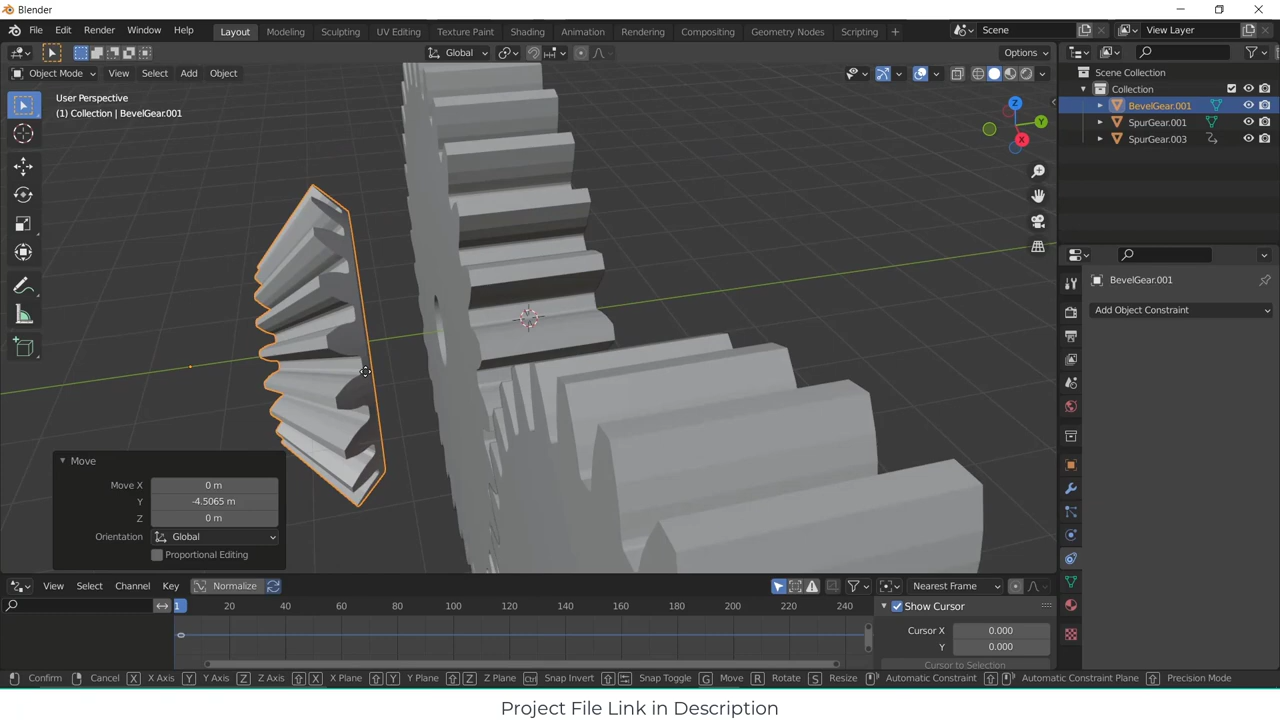 Blender
File Edit Render Window Help
Layout Modeling Sculpting UV Editing Texture Paint Shading Animation Rendering Compositing Geometry Nodes Scripting +
Scene View Layer
Global Options
Object Mode View Select Add Object
User Perspective
(1) Collection | BevelGear.001
Z
Y
X
Scene Collection
Collection
BevelGear.001
SpurGear.001
SpurGear.003
BevelGear.001
Add Object Constraint
Move
Move X 0 m
Y -4.5065 m
Z 0 m
Orientation Global
Proportional Editing
View Select Channel Key Normalize Nearest Frame
1 20 40 60 80 100 120 140 160 180 200 220 240
Show Cursor
Cursor X 0.000
Y 0.000
Cursor to Selection
Confirm Cancel X X Axis Y Y Axis Z Z Axis X X Plane Y Y Plane Z Z Plane Ctrl Snap Invert Snap Toggle G Move R Rotate S Resize Automatic Constraint Automatic Constraint Plane Precision Mode
Project File Link in Description